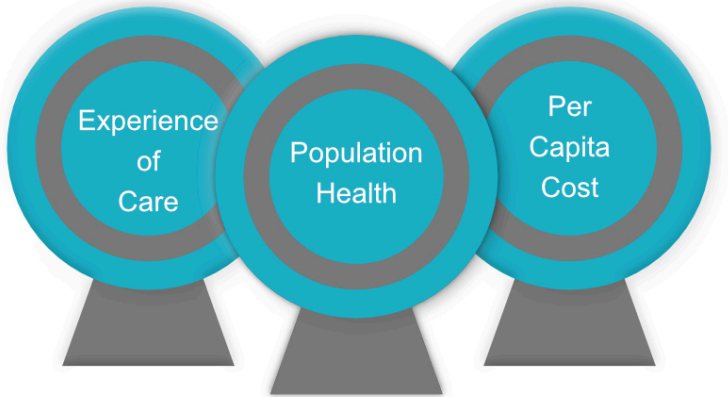 Experience
of
Care
Population
Health
Per
Capita
Cost